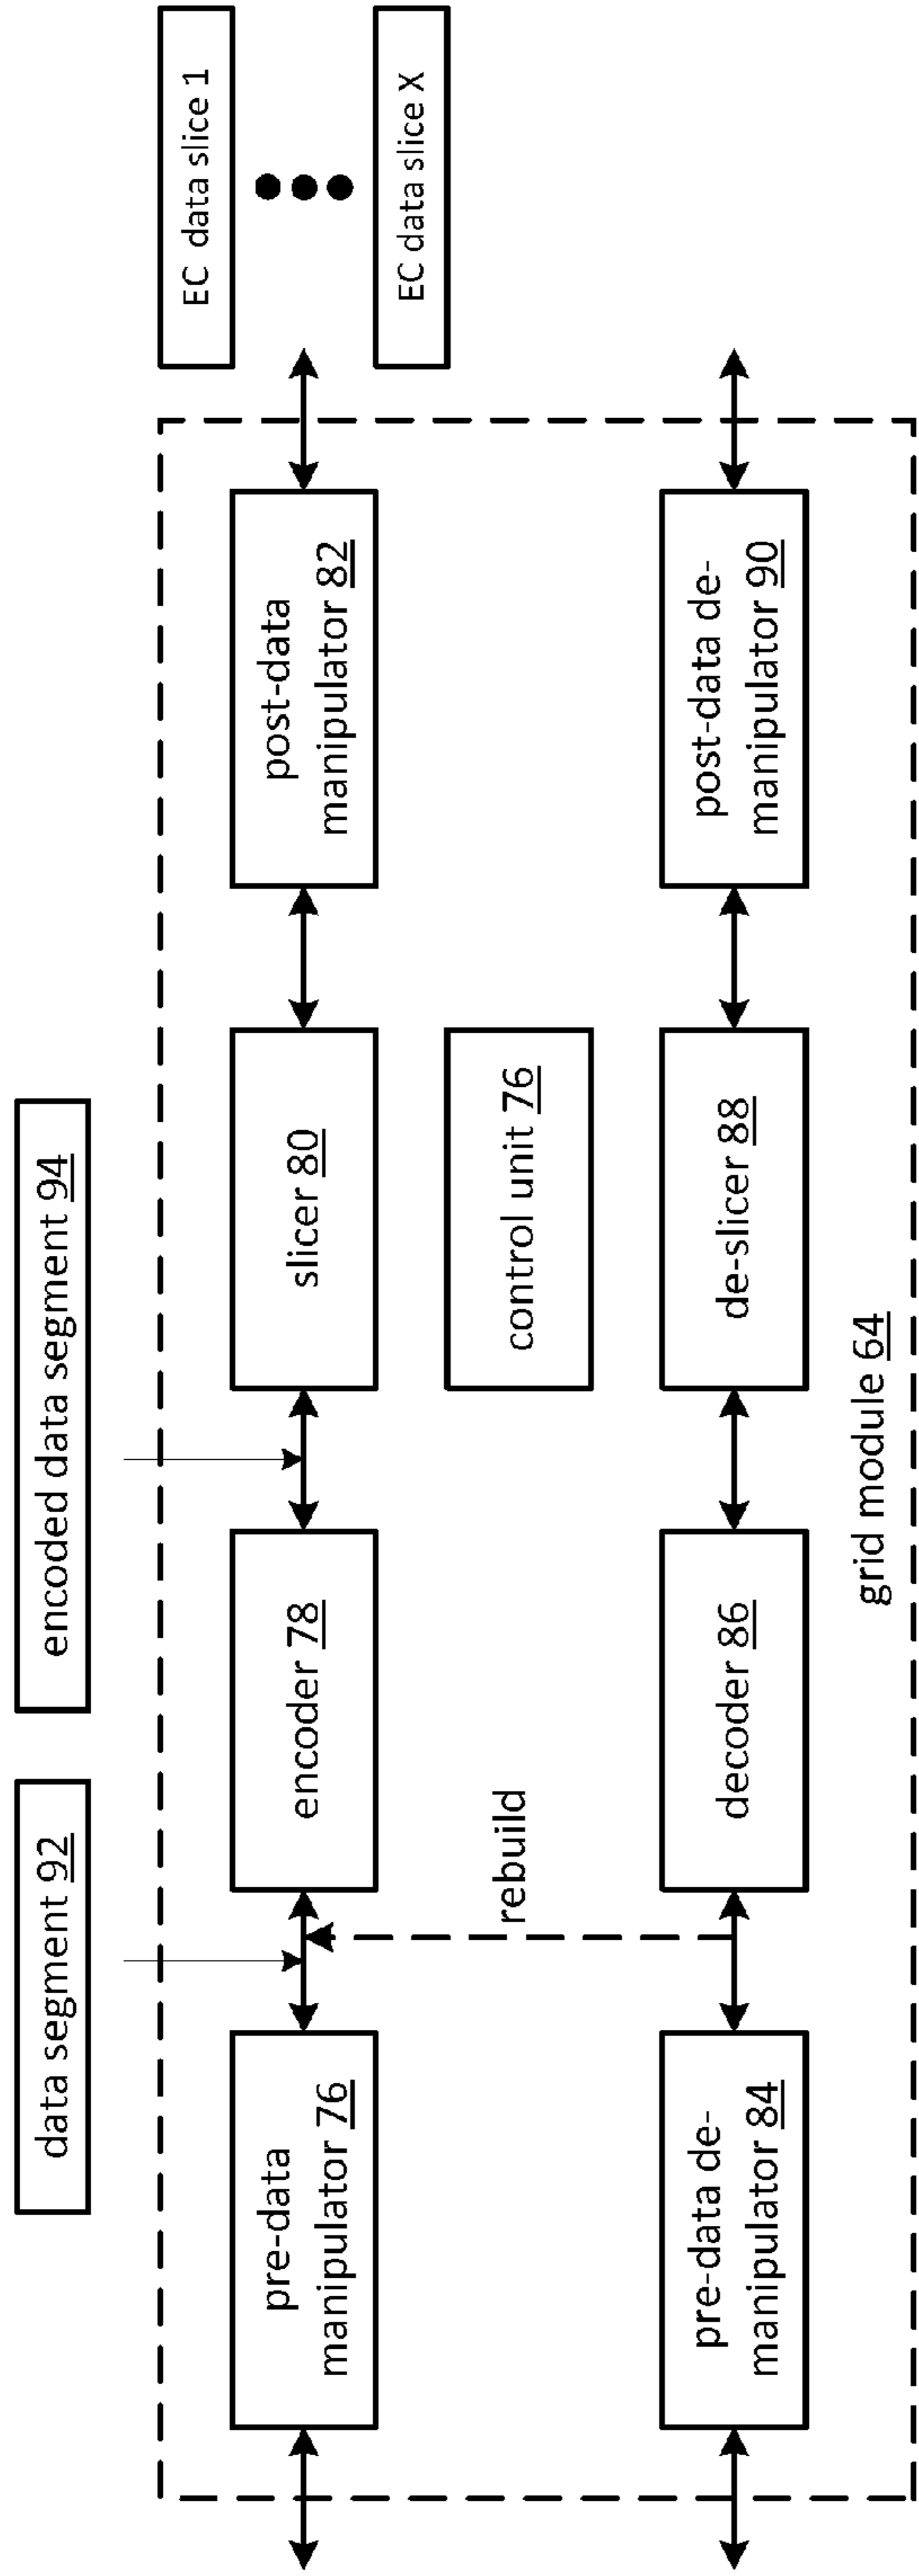 data segment 92
encoded data segment 94
pre-data
manipulator 76
encoder 78
slicer 80
post-data
manipulator 82
EC data slice 1
EC data slice X
rebuild
control unit 76
pre-data de-
manipulator 84
decoder 86
de-slicer 88
post-data de-
manipulator 90
grid module 64